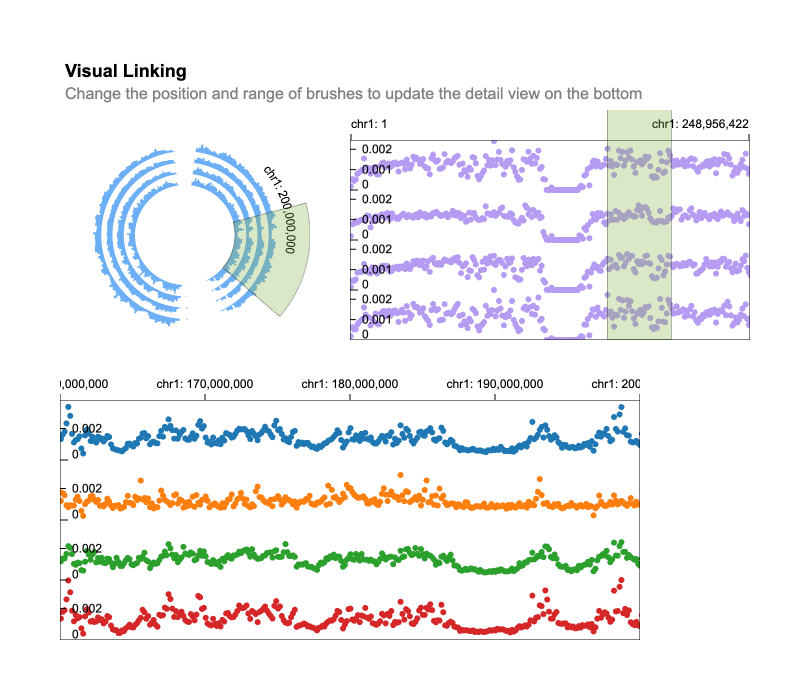 Visual Linking
Change the position and range of brushes to update the detail view on the bottom
chr1: 200,000,000
chr1: 1
chr1: 248,956,422
0.002
0.001
0
0.002
0.001
0
0.002
0.001
0
0.002
0.001
0
0,000,000
chr1: 170,000,000
chr1: 180,000,000
chr1: 190,000,000
chr1: 200
0.002
0
0.002
0
0.002
0
0.002
0